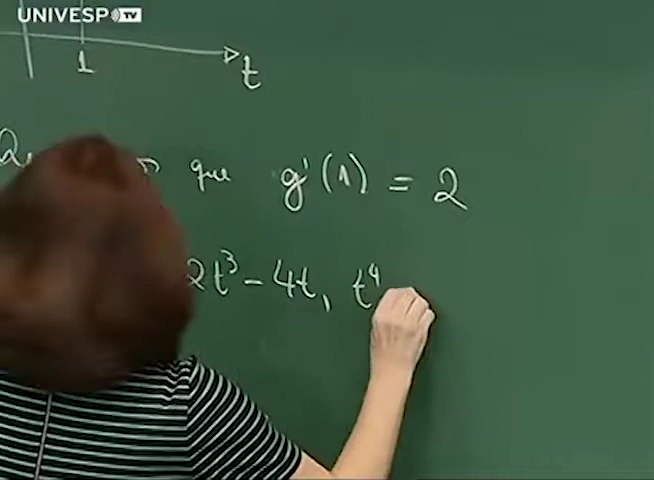 UNIVESP TV
1
t
que g'(1) = 2
2t³ - 4t, t⁴